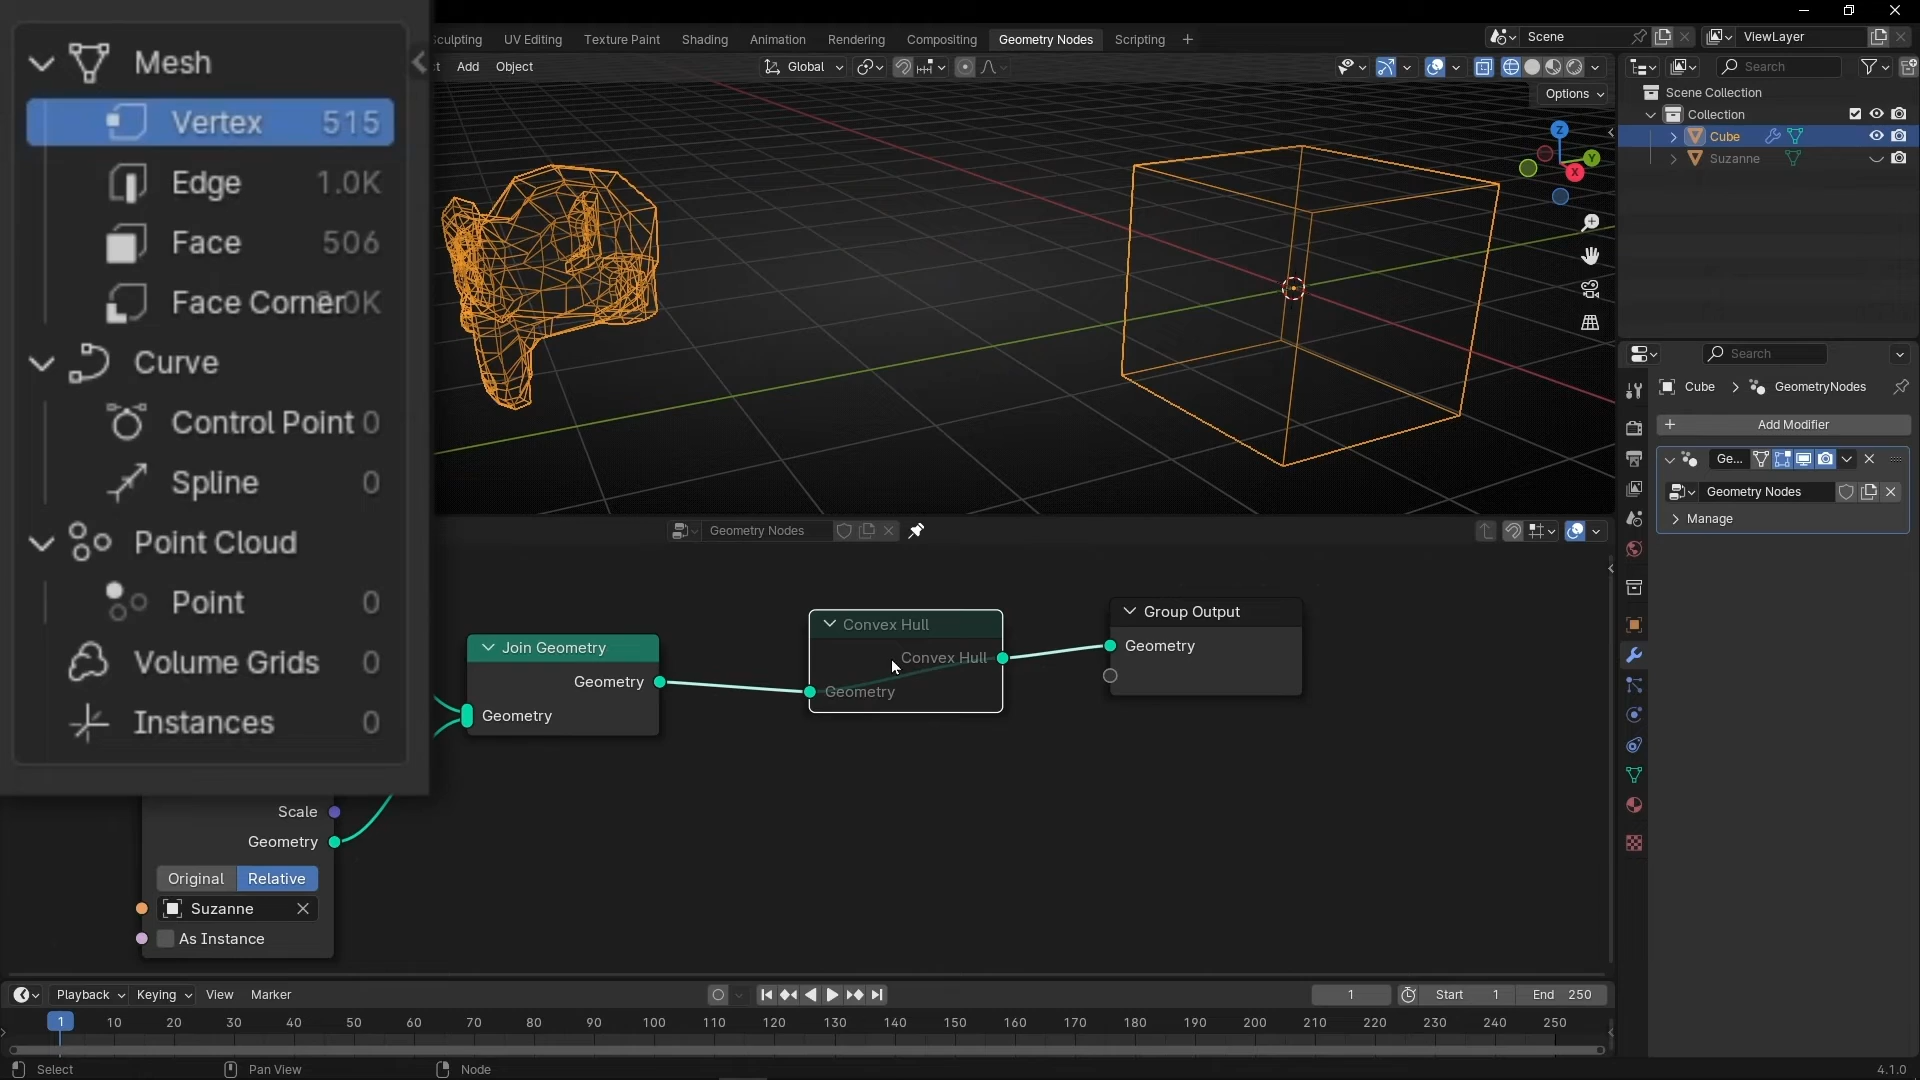 Mesh
Vertex 515
Edge 1.0K
Face 506
Face Corner
Curve
Control Point 0
Spline 0
Point Cloud
Point 0
Volume Grids 0
Instances 0
sculpting UV Editing Texture Paint Shading Animation Rendering Compositing Geometry Nodes Scripting +
Scene
ViewLayer
Add Object
Global
Options
Z
Y
X
Search
Scene Collection
Collection
Cube
Suzanne
Search
Cube > GeometryNodes
+ Add Modifier
Ge...
Geometry Nodes
Manage
Geometry Nodes
Join Geometry
Geometry
Geometry
Convex Hull
Convex Hull
Geometry
Group Output
Geometry
Scale
Geometry
Original Relative
Suzanne
As Instance
Playback Keying View Marker
1
Start 1
End 250
1 10 20 30 40 50 60 70 80 90 100 110 120 130 140 150 160 170 180 190 200 210 220 230 240 250
Select Pan View Node
4.1.0